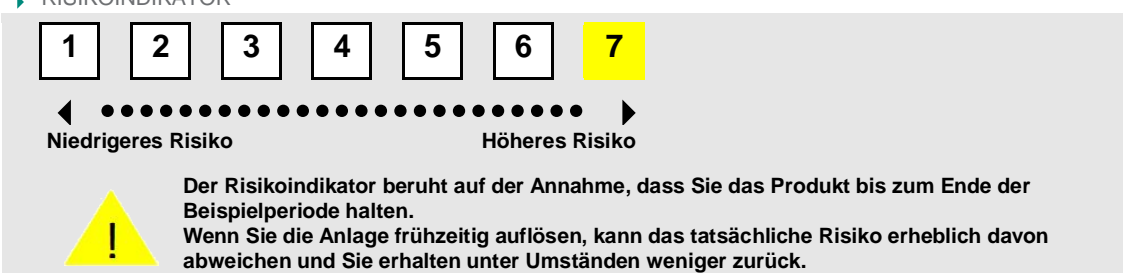 RISIKOINDIKATOR
1 2 3 4 5 6 7
Niedrigeres Risiko Höheres Risiko
Der Risikoindikator beruht auf der Annahme, dass Sie das Produkt bis zum Ende der
Beispielperiode halten.
Wenn Sie die Anlage frühzeitig auflösen, kann das tatsächliche Risiko erheblich davon
abweichen und Sie erhalten unter Umständen weniger zurück.
!